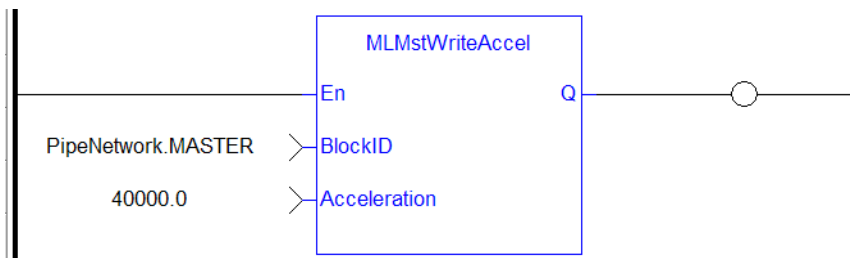 MLMstWriteAccel
En Q
PipeNetwork.MASTER BlockID
40000.0 Acceleration